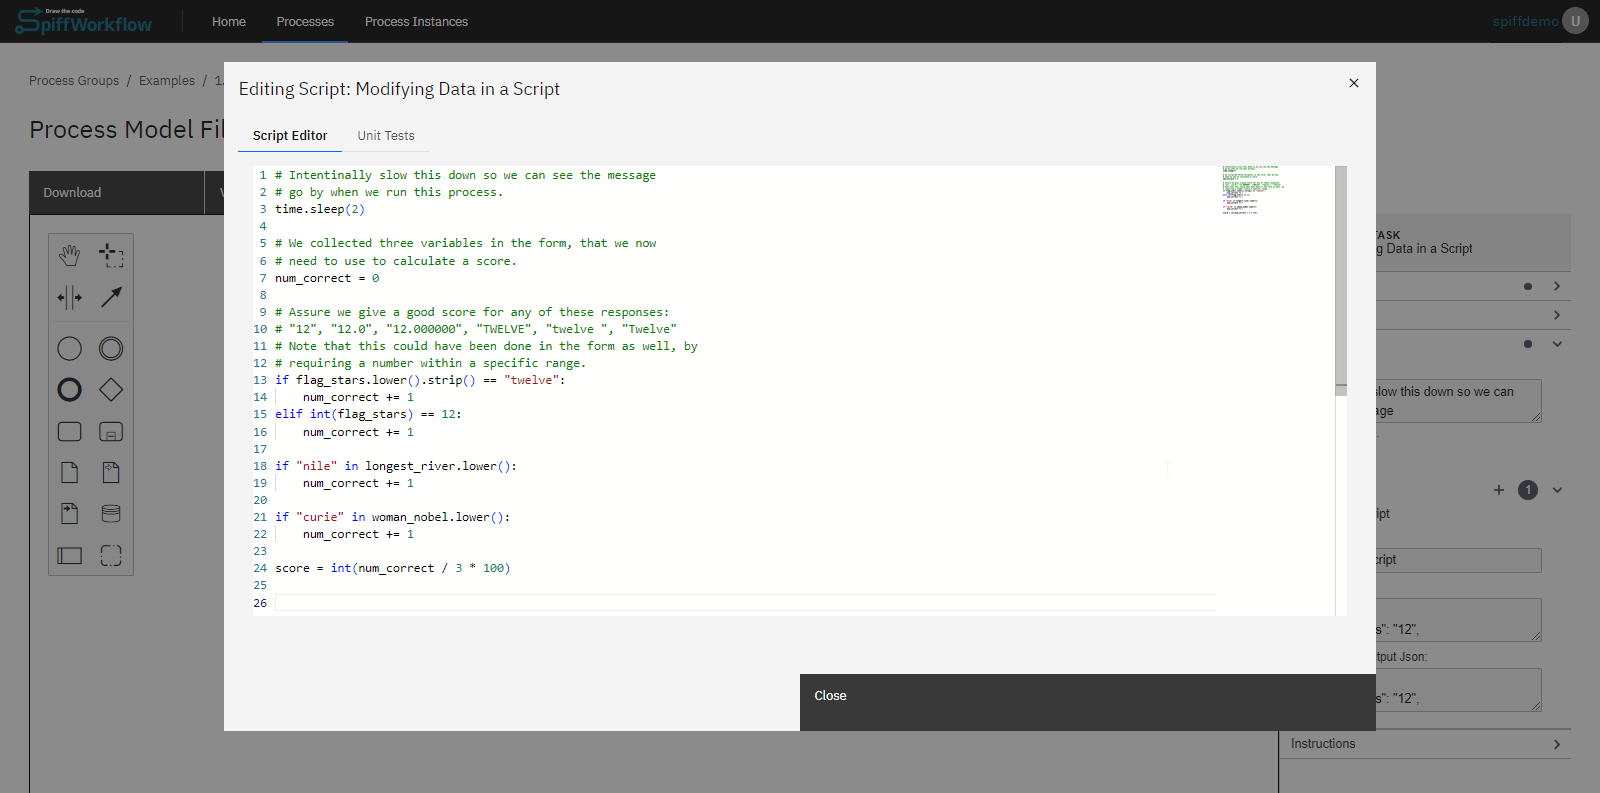 Draw the code
SpiffWorkflow
Home
Processes
Process Instances
spiffdemo
U
Process Groups / Examples / 1.
Process Model Fil
Download
Editing Script: Modifying Data in a Script
Script Editor
Unit Tests
1 # Intentinally slow this down so we can see the message
2 # go by when we run this process.
3 time.sleep(2)
4
5 # We collected three variables in the form, that we now
6 # need to use to calculate a score.
7 num_correct = 0
8
9 # Assure we give a good score for any of these responses:
10 # "12", "12.0", "12.000000", "TWELVE", "twelve ", "Twelve"
11 # Note that this could have been done in the form as well, by
12 # requiring a number within a specific range.
13 if flag_stars.lower().strip() == "twelve":
14     num_correct += 1
15 elif int(flag_stars) == 12:
16     num_correct += 1
17
18 if "nile" in longest_river.lower():
19     num_correct += 1
20
21 if "curie" in woman_nobel.lower():
22     num_correct += 1
23
24 score = int(num_correct / 3 * 100)
25
26
Close
TASK
g Data in a Script
slow this down so we can
age
1
ipt
cript
s": "12",
tput Json:
s": "12",
Instructions